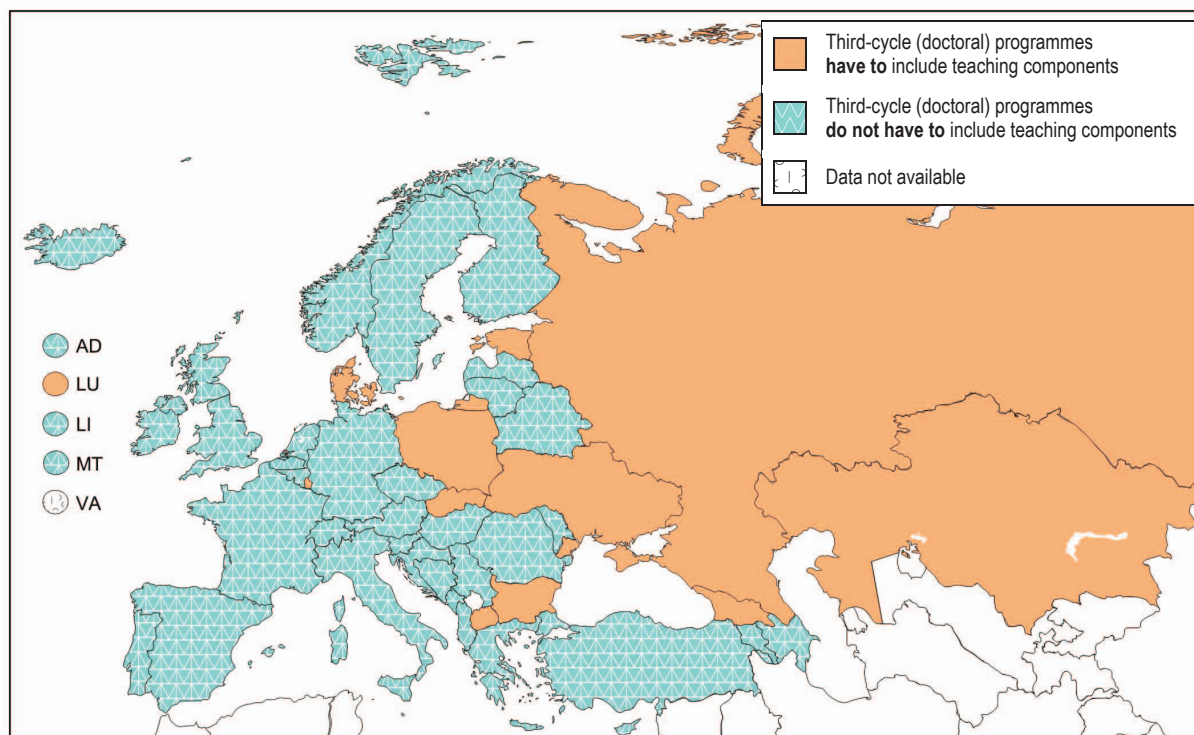 Third-cycle (doctoral) programmes
have to include teaching components
Third-cycle (doctoral) programmes
do not have to include teaching components
Data not available
AD
LU
LI
MT
VA